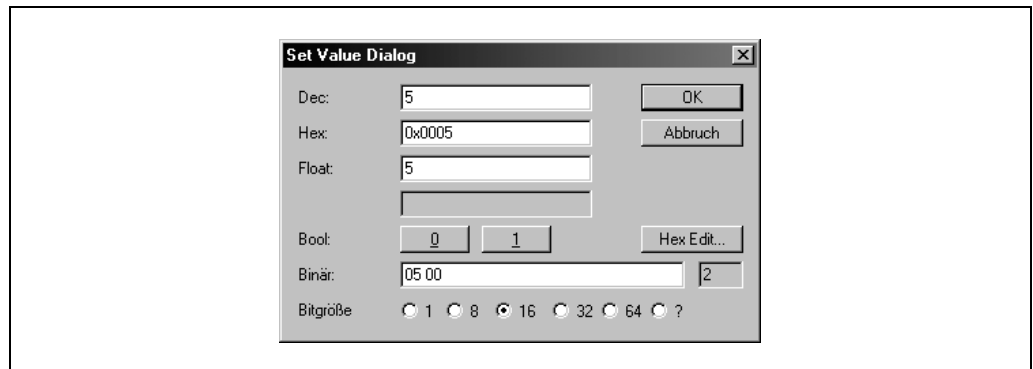 Set Value Dialog
Dec: 5 OK
Hex: 0x0005 Abbruch
Float: 5
Bool: 0 1 Hex Edit...
Binär: 05 00 2
Bitgröße 1 8 16 32 64 ?